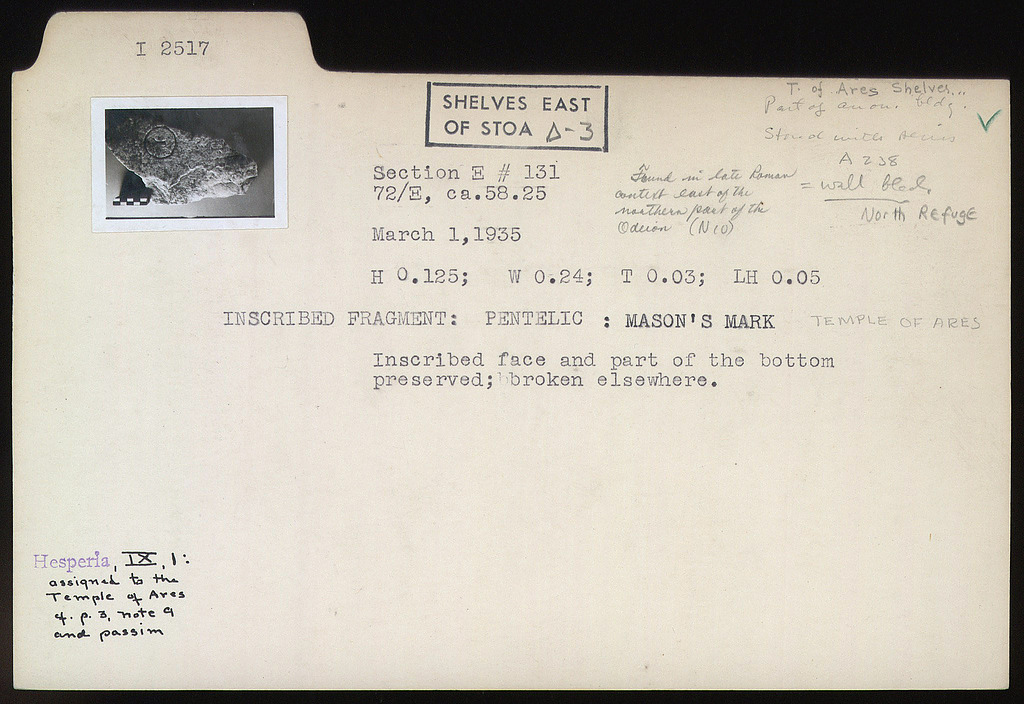 I 2517
SHELVES EAST
OF STOA Δ-3
T. of Ares Shelves...
Part of anon. bldg.
Stored with
A 238
= wall block
North Refuge
Section E # 131
72/E, ca.58.25
Found in late Roman
context east of the
northern part of the
Odeion (N 10)
March 1,1935
H 0.125; W 0.24; T 0.03; LH 0.05
INSCRIBED FRAGMENT: PENTELIC : MASON'S MARK TEMPLE OF ARES
Inscribed face and part of the bottom
preserved; broken elsewhere.
Hesperia, IX, 1:
assigned to the
Temple of Ares
cf. p. 3, note 9
and passim